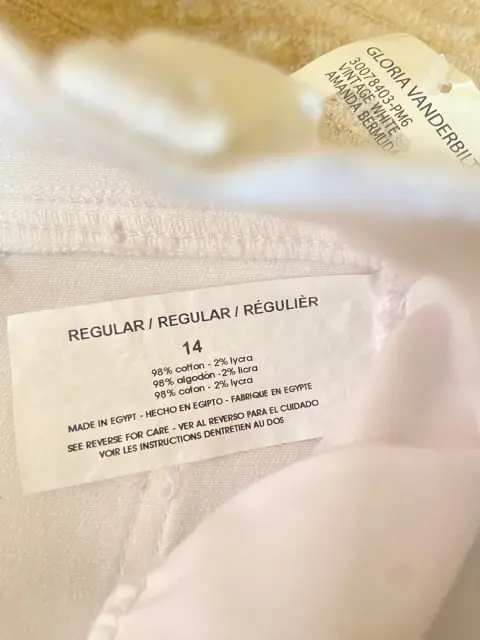 GLORIA VANDERBILT
30078403-PM6
VINTAGE WHITE
AMANDA BERMUDA
REGULAR / REGULAR / RÉGULIÈR
14
98% cotton - 2% lycra
98% algodón -2% licra
98% coton - 2% lycra
MADE IN EGYPT - HECHO EN EGIPTO - FABRIQUE EN EGYPTE
SEE REVERSE FOR CARE - VER AL REVERSO PARA EL CUIDADO
VOIR LES INSTRUCTIONS DENTRETIEN AU DOS